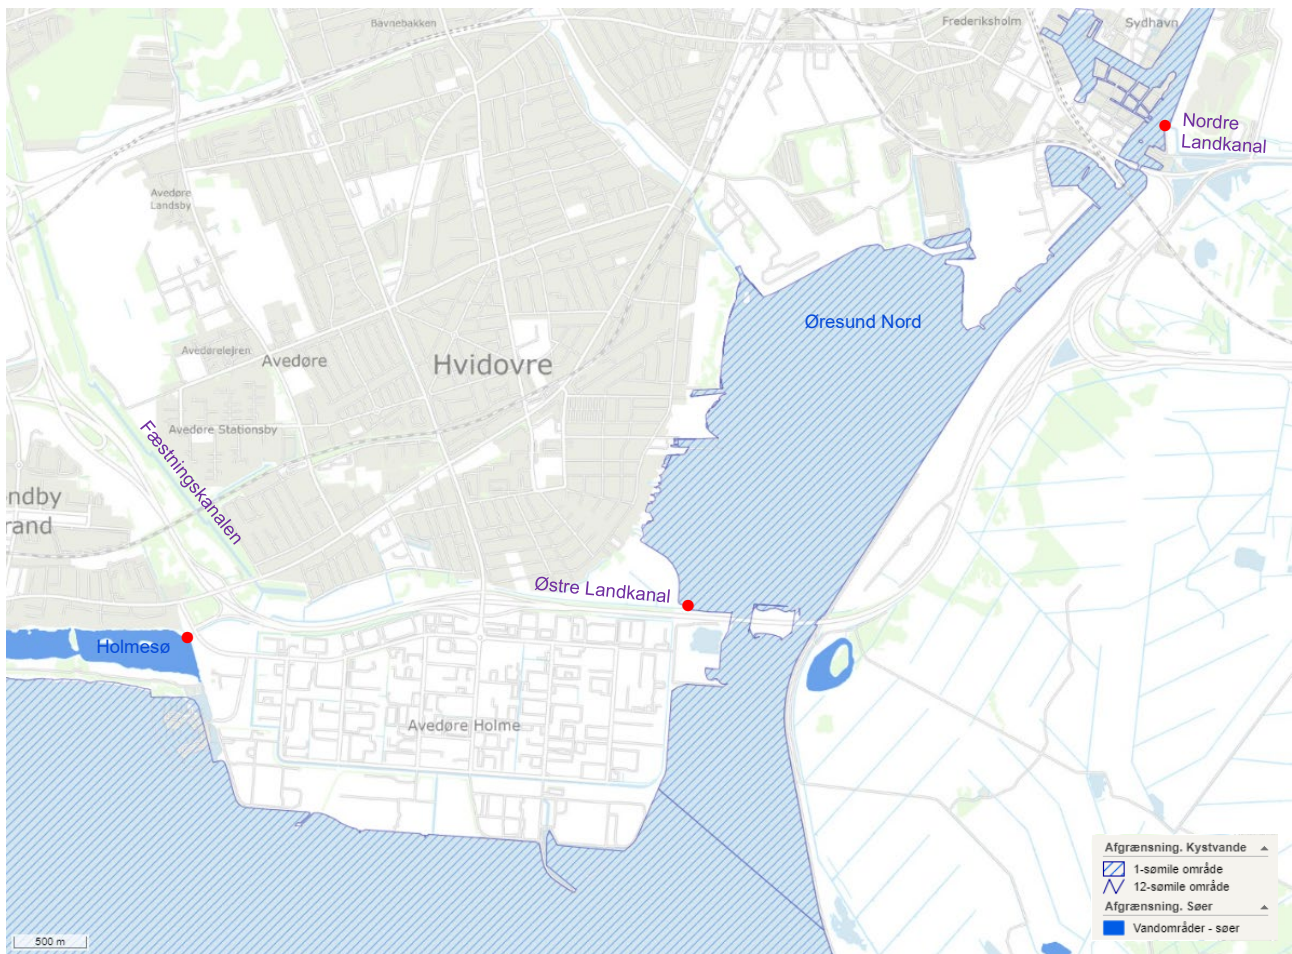 Bavnebakken
Frederiksholm
Sydhavn
Nordre
Landkanal
Avedøre
Landsby
Øresund Nord
Avedørelejren
Avedøre
Hvidovre
Avedøre Stationsby
Fæstningskanalen
ndby
rand
Østre Landkanal
Holmesø
Avedøre Holme
Afgrænsning. Kystvande
1-sømile område
12-sømile område
Afgrænsning. Søer
Vandområder - søer
500 m